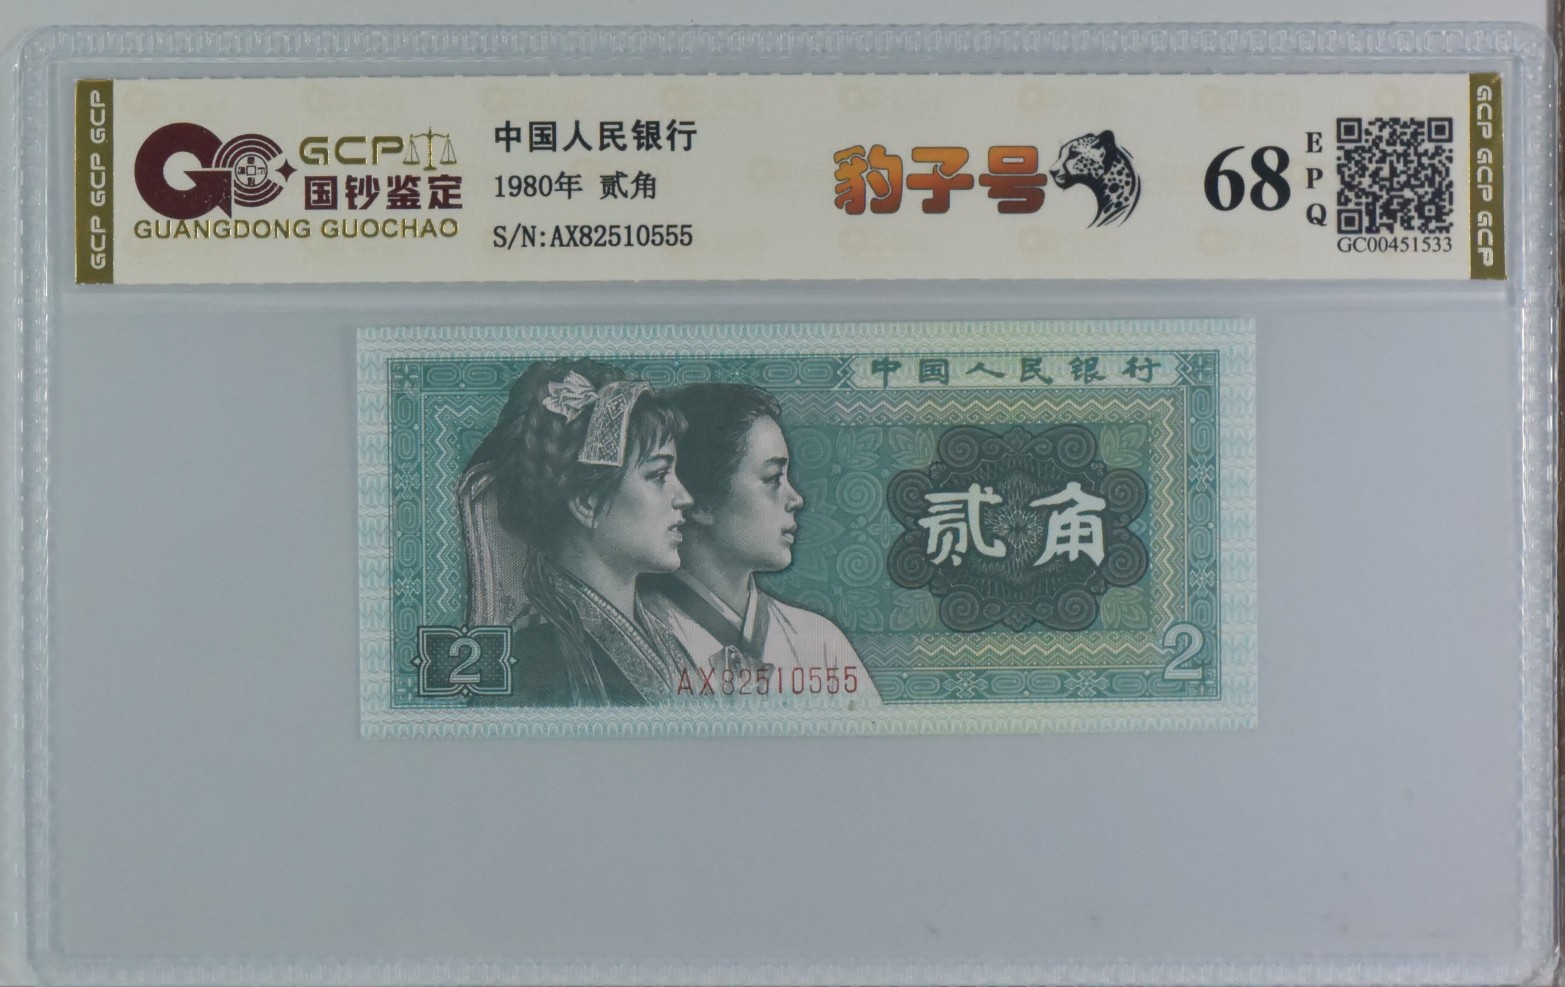 GCP GCP GCP
GCP
国钞鉴定
GUANGDONG GUOCHAO
中国人民银行
1980年 贰角
S/N:AX82510555
豹子号
68
EPQ
GC00451533
GCP GCP GCP
中国人民银行
贰角
2
2
AX82510555